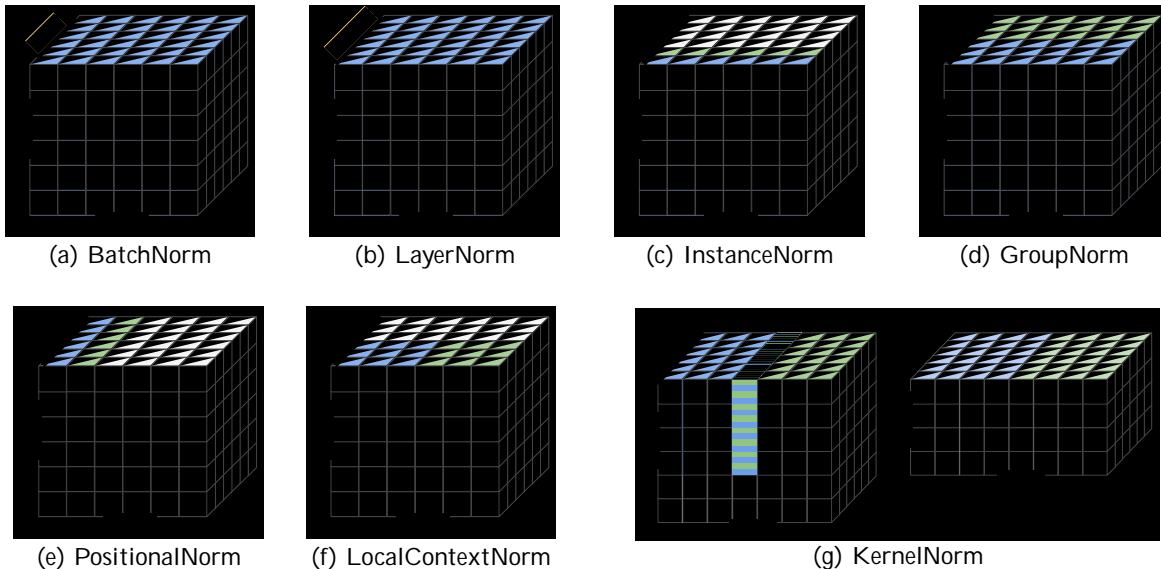 (a) BatchNorm
(b) LayerNorm
(c) InstanceNorm
(d) GroupNorm
(e) PositionalNorm
(f) LocalContextNorm
(g) KernelNorm